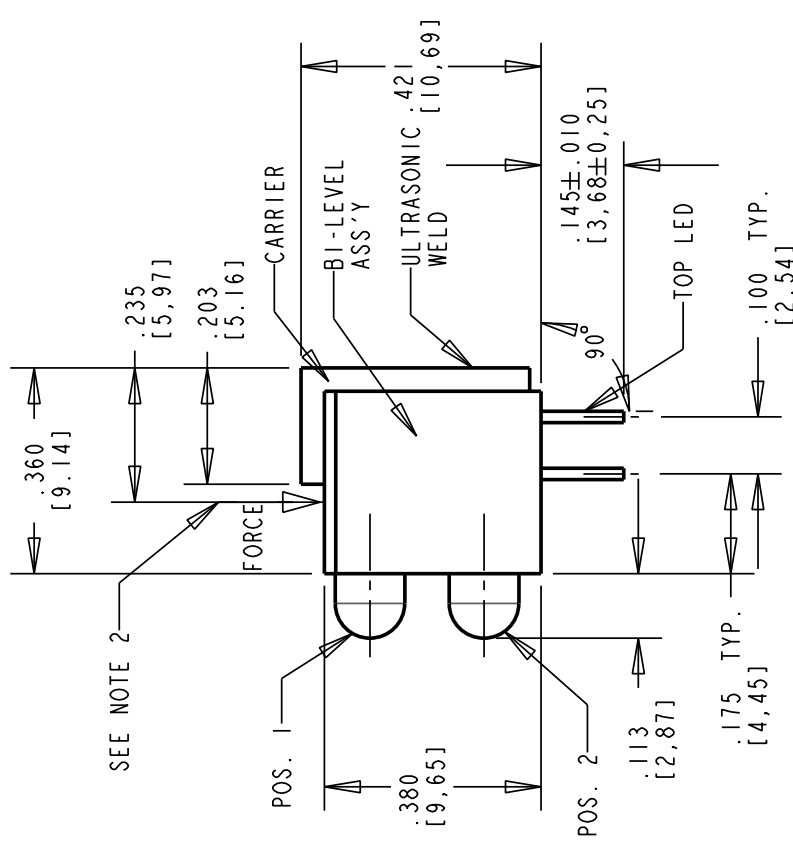 .360
[9.14]
SEE NOTE 2
.235
[5,97]
.203
[5.16]
FORCE
CARRIER
POS. 1
BI-LEVEL
ASS'Y
.380
[9,65]
ULTRASONIC
WELD
.421
[10,69]
POS. 2
.145±.010
[3,68±0,25]
90°
.113
[2,87]
TOP LED
.175 TYP.
[4,45]
.100 TYP.
[2.54]